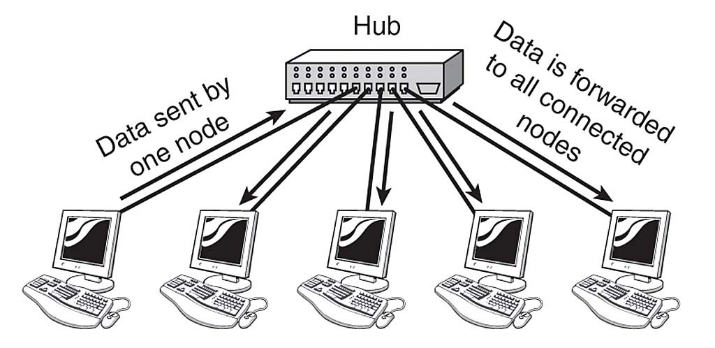 Hub
Data sent by
one node
Data is forwarded
to all connected
nodes